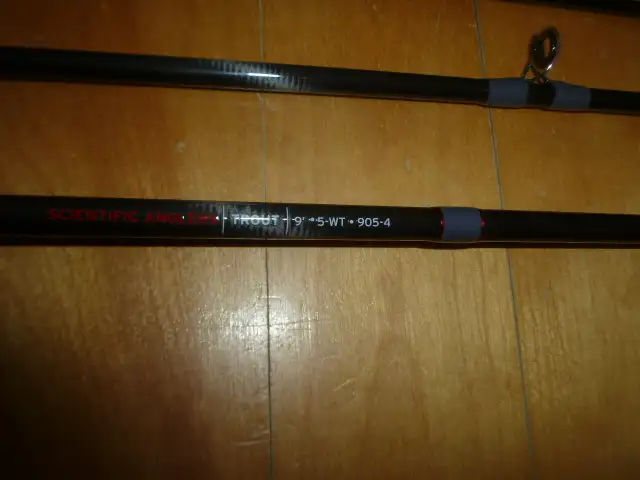 SCIENTIFIC ANGLERS TROUT 9' • 5-WT • 905-4